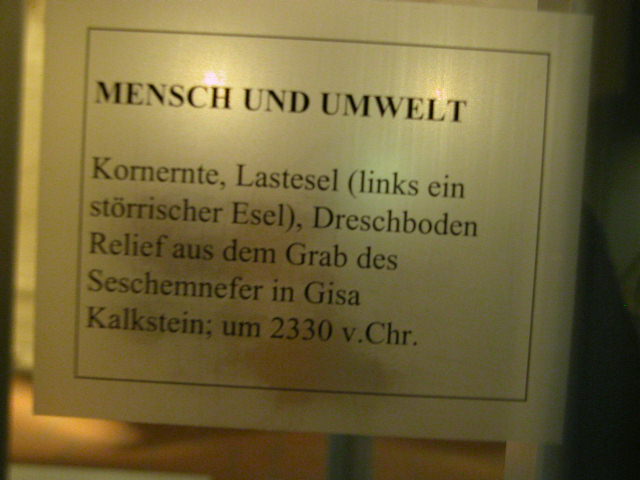 MENSCH UND UMWELT
Kornernte, Lastesel (links ein
störrischer Esel), Dreschboden
Relief aus dem Grab des
Seschemnefer in Gisa
Kalkstein; um 2330 v.Chr.